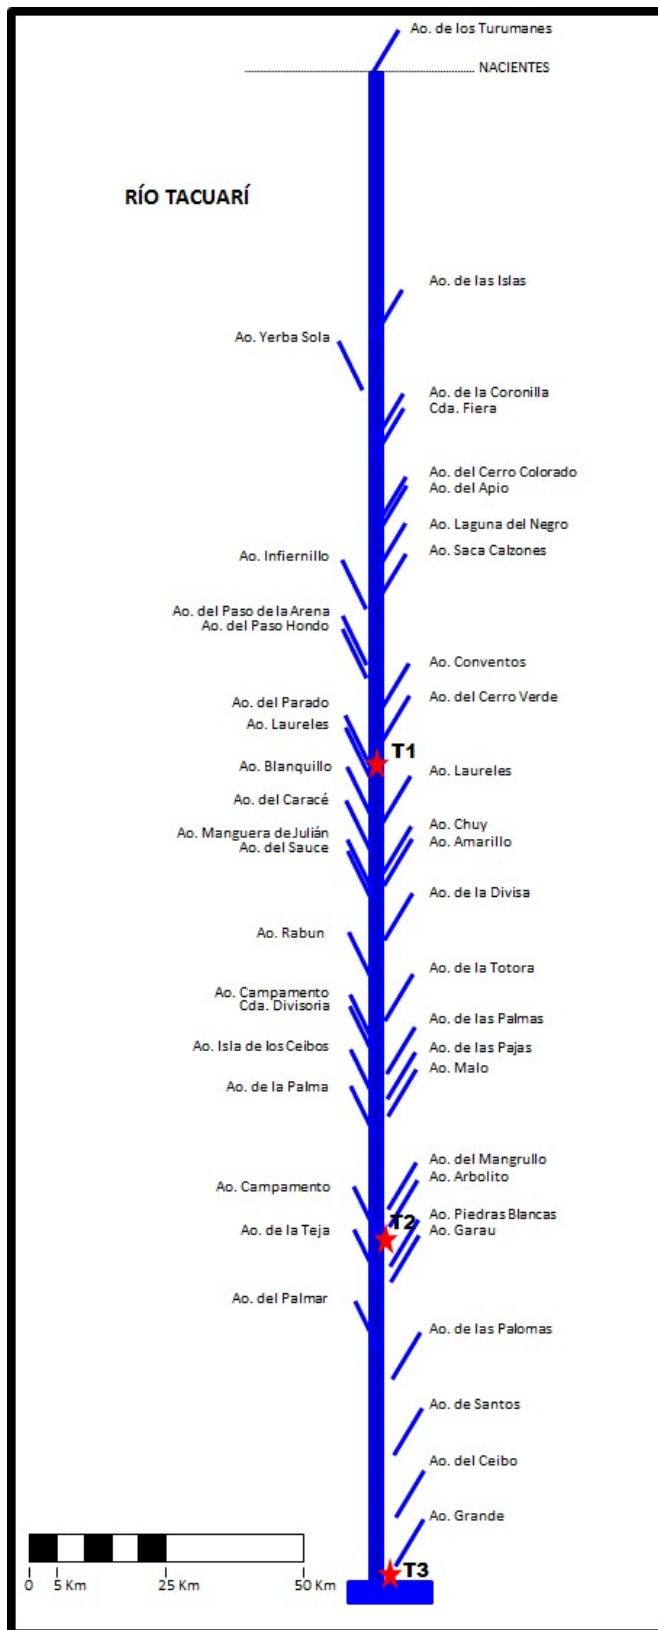 Ao. de los Turumanes
NACIENTES
RÍO TACUARÍ
Ao. de las Islas
Ao. Yerba Sola
Ao. de la Coronilla
Cda. Fiera
Ao. del Cerro Colorado
Ao. del Apio
Ao. Laguna del Negro
Ao. Saca Calzones
Ao. Infiernillo
Ao. del Paso de la Arena
Ao. del Paso Hondo
Ao. Conventos
Ao. del Cerro Verde
Ao. del Parado
Ao. Laureles
T1
Ao. Blanquillo
Ao. Laureles
Ao. del Caracé
Ao. Chuy
Ao. Manguera de Julián
Ao. Amarillo
Ao. del Sauce
Ao. de la Divisa
Ao. Rabun
Ao. de la Totora
Ao. Campamento
Cda. Divisoria
Ao. de las Palmas
Ao. Isla de los Ceibos
Ao. de las Pajas
Ao. Malo
Ao. de la Palma
Ao. del Mangrullo
Ao. Arbolito
Ao. Campamento
Ao. Piedras Blancas
T2
Ao. de la Teja
Ao. Garau
Ao. del Palmar
Ao. de las Palomas
Ao. de Santos
Ao. del Ceibo
Ao. Grande
T3
0 5 Km 25 Km 50 Km